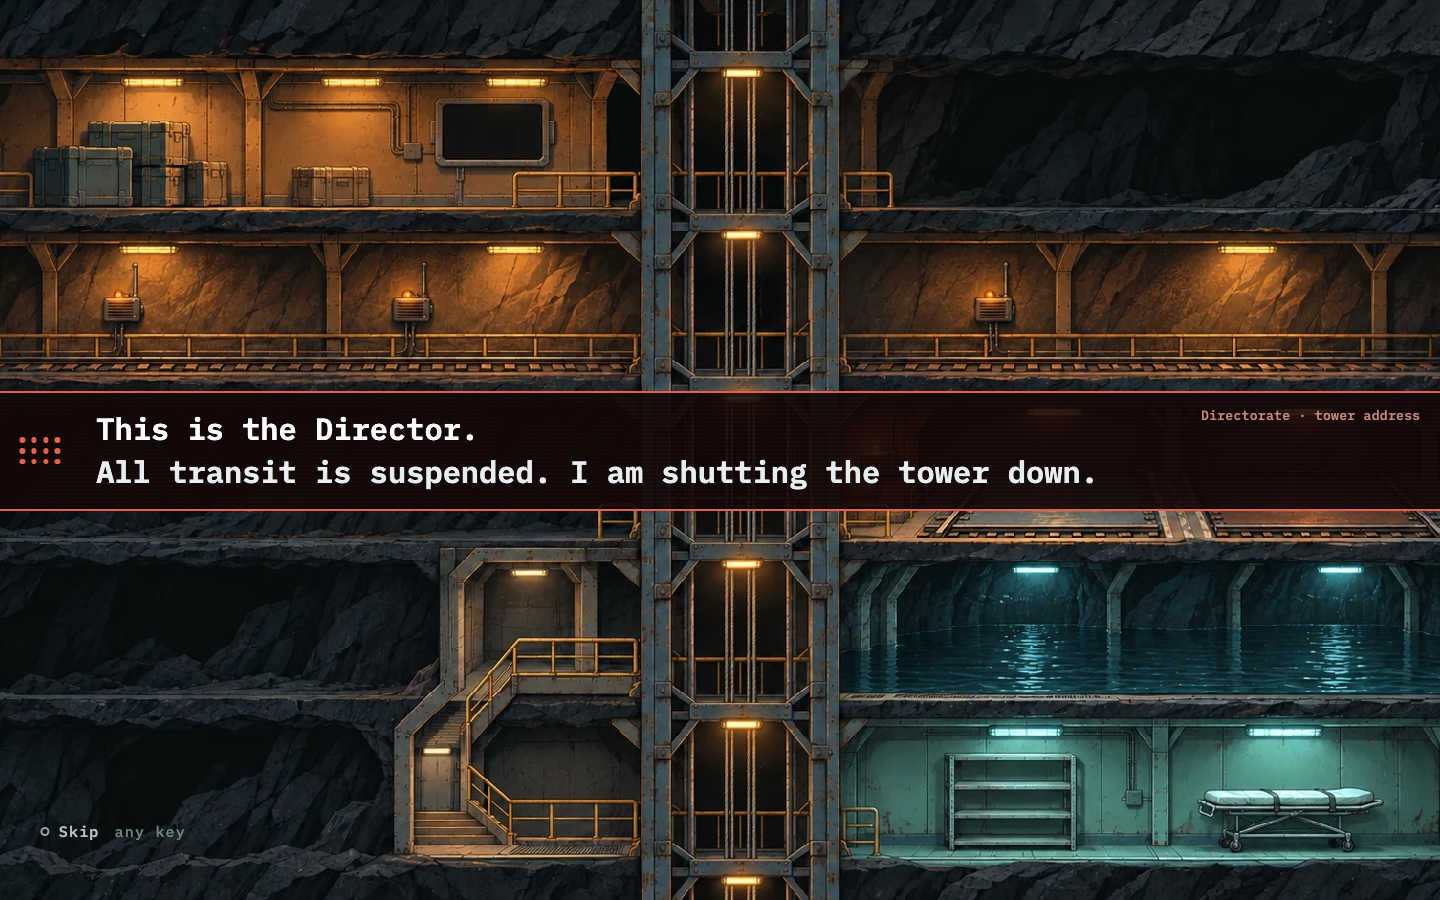 Directorate · tower address
This is the Director.
All transit is suspended. I am shutting the tower down.
Skip any key